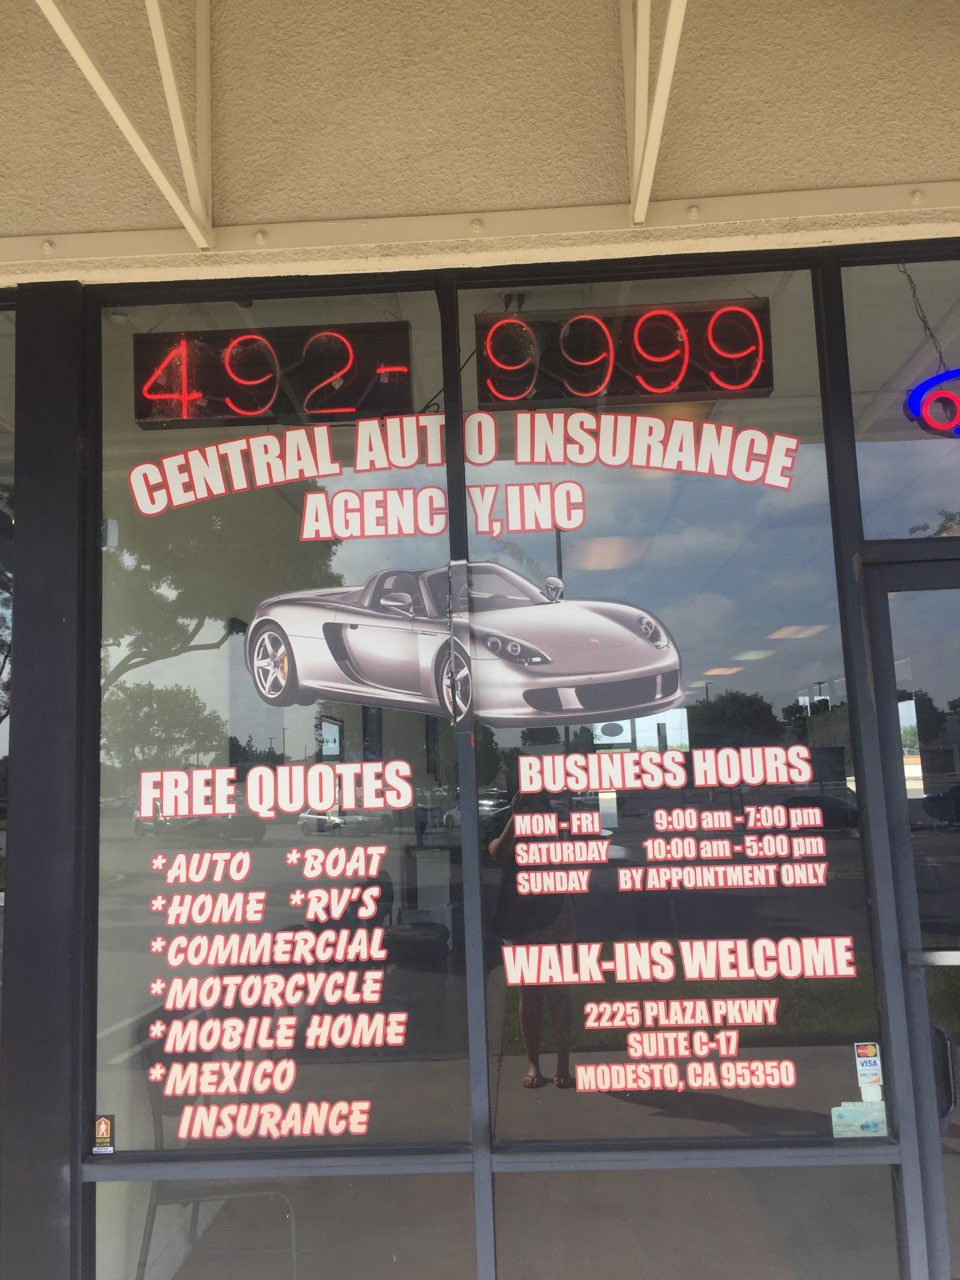 492-9999
CENTRAL AUTO INSURANCE
AGENCY, INC
FREE QUOTES
*AUTO *BOAT
*HOME *RV'S
*COMMERCIAL
*MOTORCYCLE
*MOBILE HOME
*MEXICO
INSURANCE
BUSINESS HOURS
MON - FRI 9:00 am - 7:00 pm
SATURDAY 10:00 am - 5:00 pm
SUNDAY BY APPOINTMENT ONLY
WALK-INS WELCOME
2225 PLAZA PKWY
SUITE C-17
MODESTO, CA 95350
MasterCard
VISA